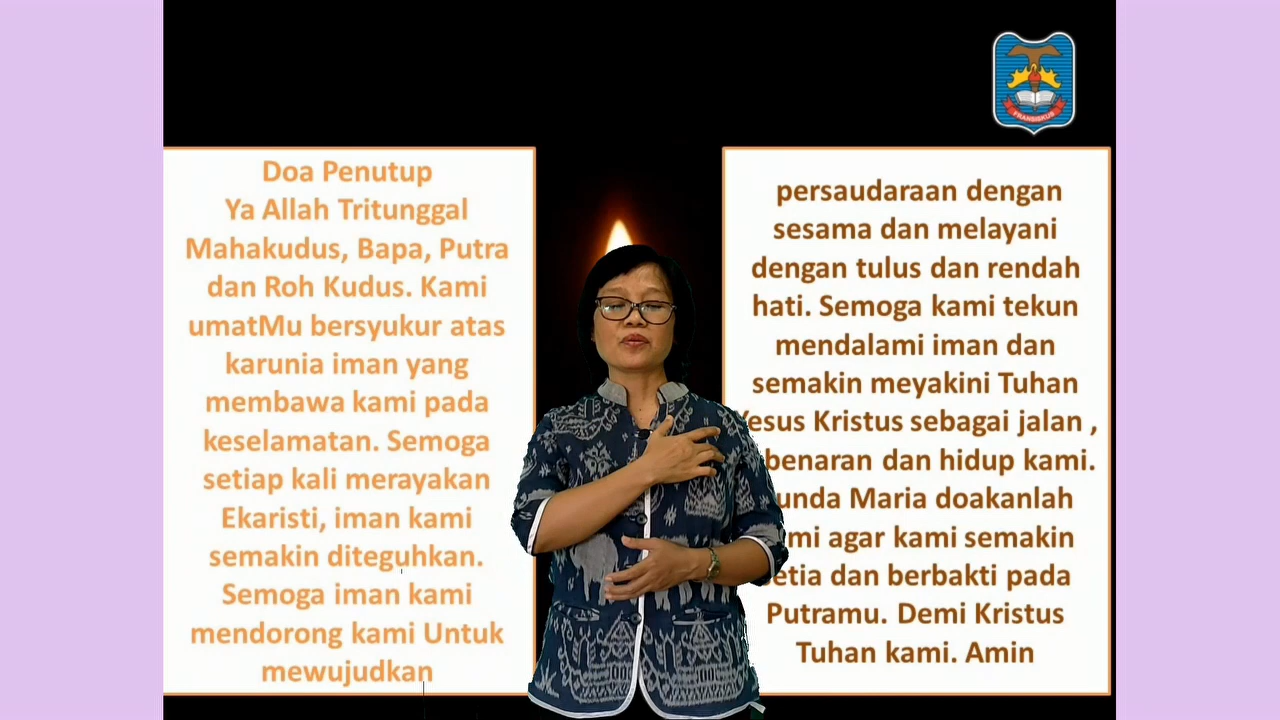 Doa Penutup
Ya Allah Tritunggal
Mahakudus, Bapa, Putra
dan Roh Kudus. Kami
umatMu bersyukur atas
karunia iman yang
membawa kami pada
keselamatan. Semoga
setiap kali merayakan
Ekaristi, iman kami
semakin diteguhkan.
Semoga iman kami
mendorong kami Untuk
mewujudkan
persaudaraan dengan
sesama dan melayani
dengan tulus dan rendah
hati. Semoga kami tekun
mendalami iman dan
semakin meyakini Tuhan
Yesus Kristus sebagai jalan ,
benaran dan hidup kami.
unda Maria doakanlah
mi agar kami semakin
etia dan berbakti pada
Putramu. Demi Kristus
Tuhan kami. Amin
FRANSISKUS